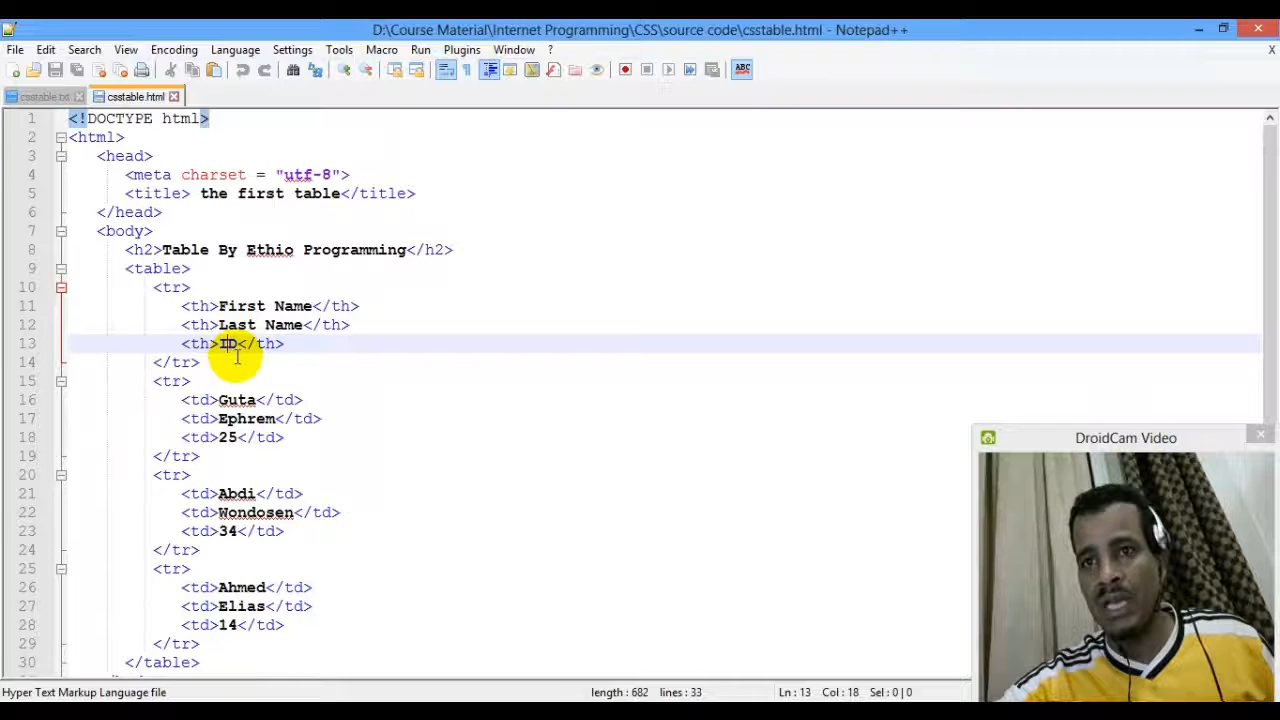 D:\Course Material\Internet Programming\CSS\source code\csstable.html - Notepad++
File Edit Search View Encoding Language Settings Tools Macro Run Plugins Window ? X
ABC
csstable.txt csstable.html
1 <!DOCTYPE html>
2 <html>
3 <head>
4 <meta charset = "utf-8">
5 <title> the first table</title>
6 </head>
7 <body>
8 <h2>Table By Ethio Programming</h2>
9 <table>
10 <tr>
11 <th>First Name</th>
12 <th>Last Name</th>
13 <th>ID</th>
14 </tr>
15 <tr>
16 <td>Guta</td>
17 <td>Ephrem</td>
18 <td>25</td>
19 </tr>
20 <tr>
21 <td>Abdi</td>
22 <td>Wondosen</td>
23 <td>34</td>
24 </tr>
25 <tr>
26 <td>Ahmed</td>
27 <td>Elias</td>
28 <td>14</td>
29 </tr>
30 </table>
DroidCam Video
Hyper Text Markup Language file length : 682 lines : 33 Ln : 13 Col : 18 Sel : 0 | 0